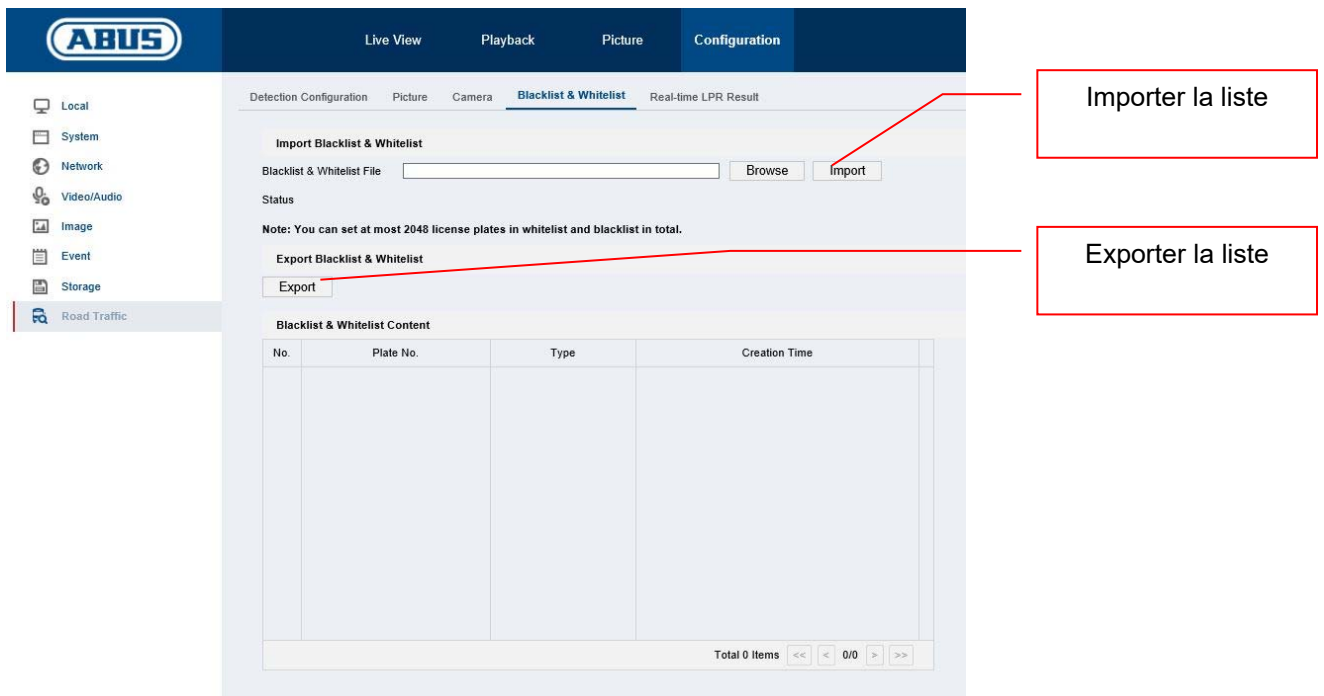 ABUS
Live View Playback Picture Configuration
Local
System
Network
Video/Audio
Image
Event
Storage
Road Traffic
Detection Configuration Picture Camera Blacklist & Whitelist Real-time LPR Result
Import Blacklist & Whitelist
Blacklist & Whitelist File Browse Import
Status
Note: You can set at most 2048 license plates in whitelist and blacklist in total.
Export Blacklist & Whitelist
Export
Blacklist & Whitelist Content
No. Plate No. Type Creation Time
Total 0 Items << < 0/0 > >>
Importer la liste
Exporter la liste